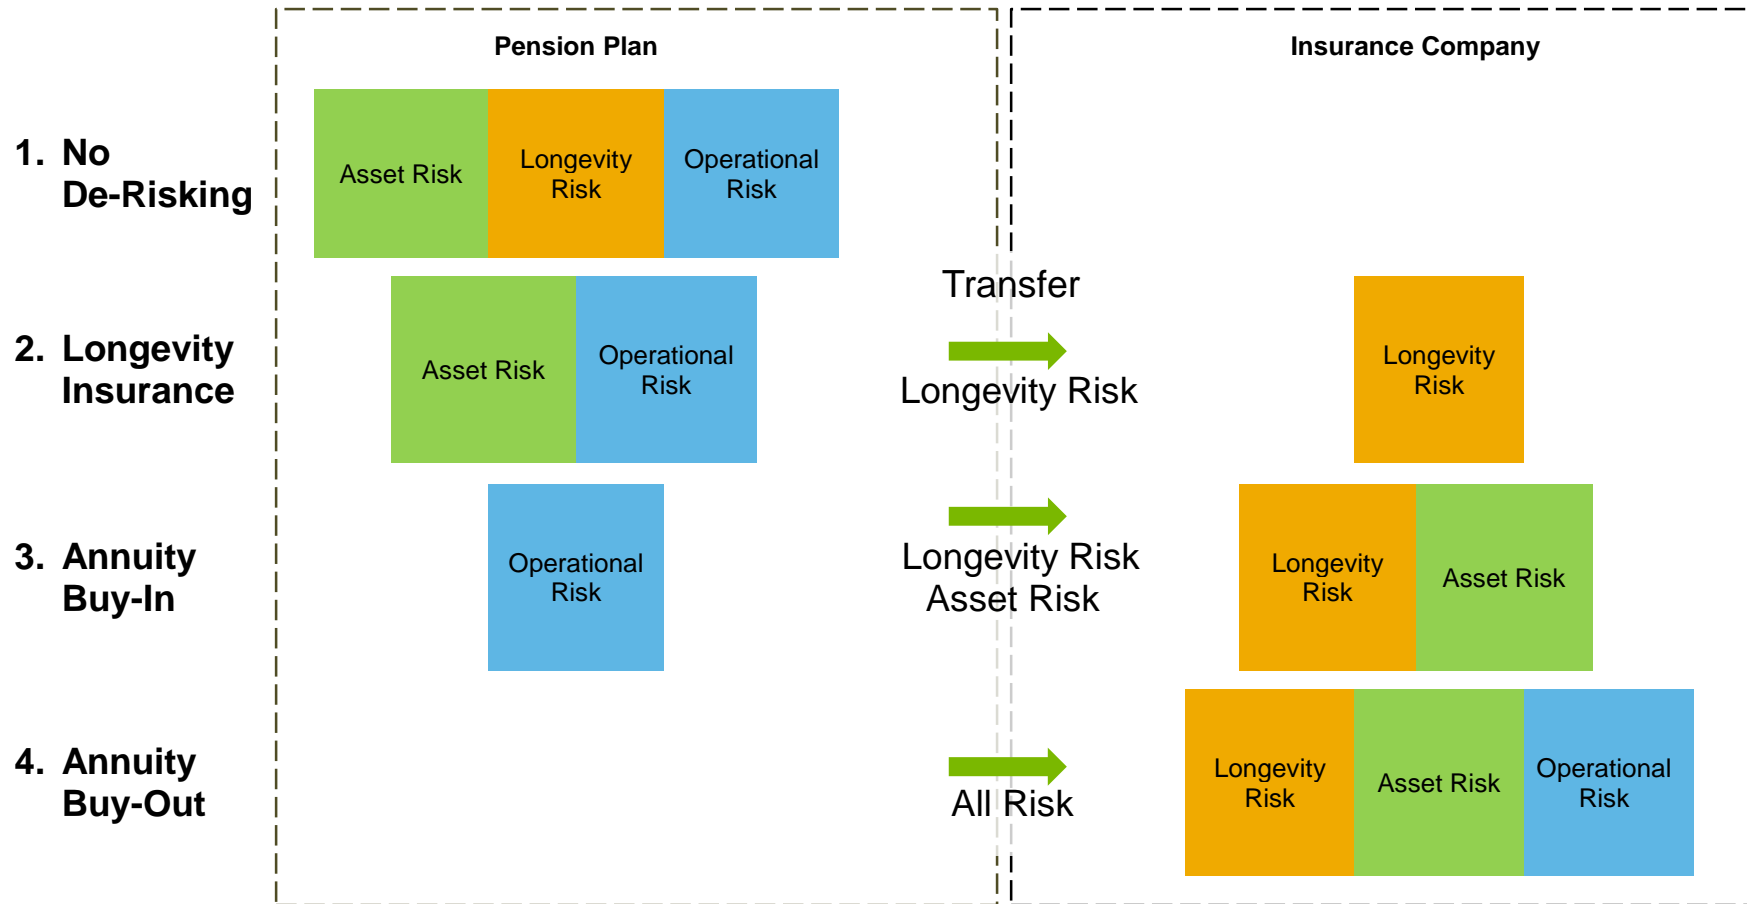 Pension Plan
Insurance Company
1. No
De-Risking
Asset Risk
Longevity
Risk
Operational
Risk
Transfer
2. Longevity
Insurance
Asset Risk
Operational
Risk
Longevity Risk
Longevity
Risk
3. Annuity
Buy-In
Operational
Risk
Longevity Risk
Asset Risk
Longevity
Risk
Asset Risk
4. Annuity
Buy-Out
All Risk
Longevity
Risk
Asset Risk
Operational
Risk